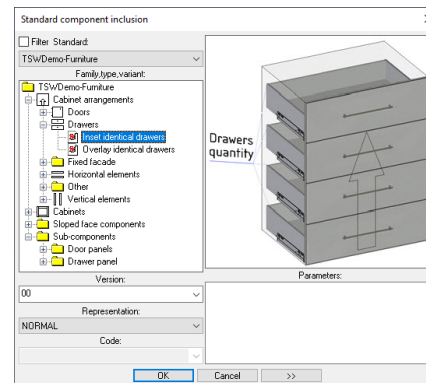 Standard component inclusion
Filter Standard:
TSWDemo-Furniture
Family,type,variant:
TSWDemo-Furniture
Cabinet arrangements
Doors
Drawers
Inset identical drawers
Overlay identical drawers
Fixed facade
Horizontal elements
Other
Vertical elements
Cabinets
Sloped face components
Sub-components
Door panels
Drawer panel
Version:
00
Representation:
NORMAL
Code:
Drawers
quantity
Parameters:
OK Cancel >>